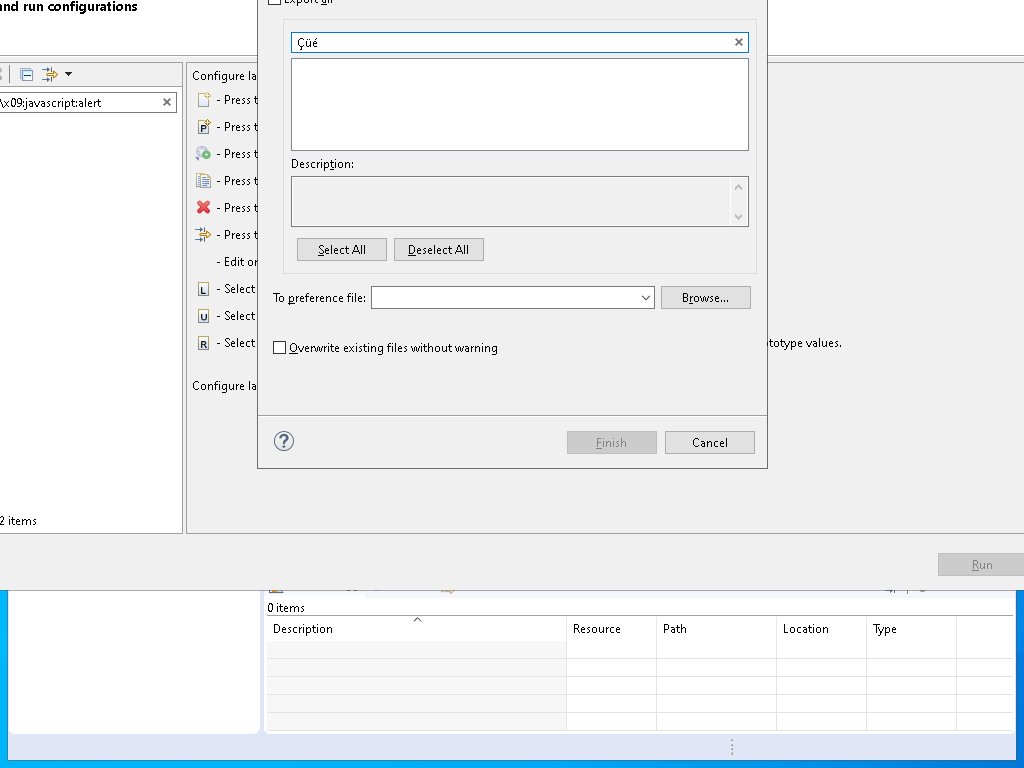 and run configurations
Export all
Çüé
\x09:javascript:alert
Configure la
- Press t
- Press t
- Press t
- Press t
- Press t
- Press t
- Edit or
- Select
- Select
- Select
totype values.
Configure la
Description:
Select All
Deselect All
To preference file:
Browse...
Overwrite existing files without warning
Finish
Cancel
2 items
Run
0 items
Description
Resource
Path
Location
Type